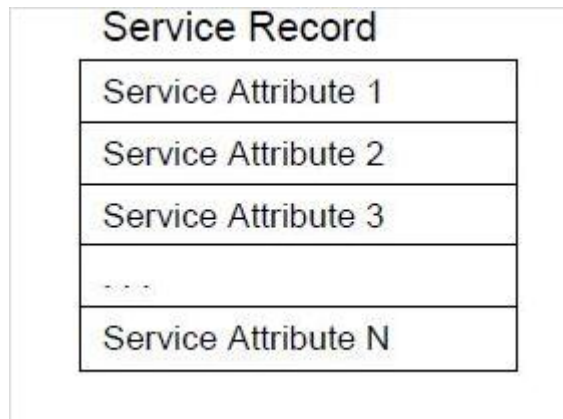 Service Record
Service Attribute 1
Service Attribute 2
Service Attribute 3
. . .
Service Attribute N